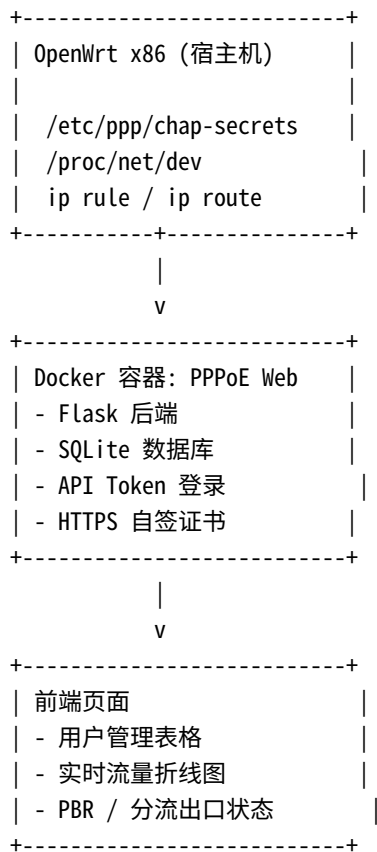 +---------------------------+
| OpenWrt x86 (宿主机) |
| |
| /etc/ppp/chap-secrets |
| /proc/net/dev |
| ip rule / ip route |
+-----------+---------------+
|
v
+---------------------------+
| Docker 容器: PPPoE Web |
| - Flask 后端 |
| - SQLite 数据库 |
| - API Token 登录 |
| - HTTPS 自签证书 |
+---------------------------+
|
v
+---------------------------+
| 前端页面 |
| - 用户管理表格 |
| - 实时流量折线图 |
| - PBR / 分流出口状态 |
+---------------------------+